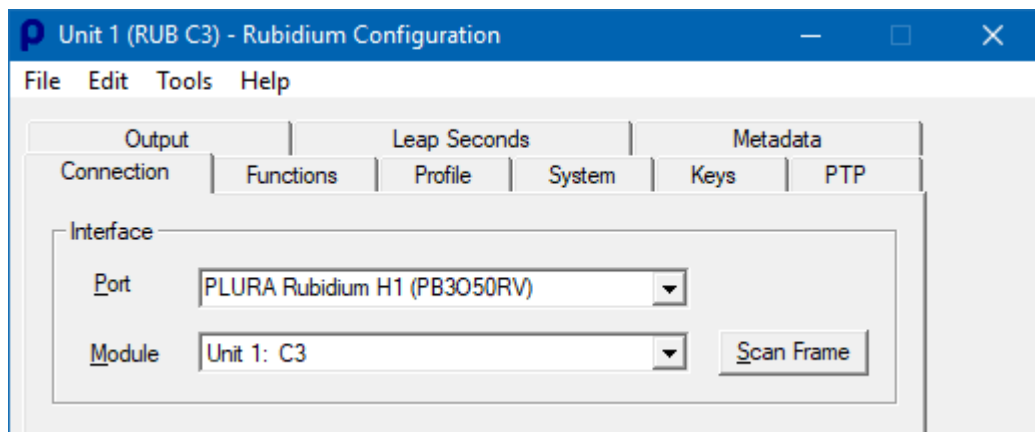 Unit 1 (RUB C3) - Rubidium Configuration
File Edit Tools Help
Output Leap Seconds Metadata
Connection Functions Profile System Keys PTP
Interface
Port PLURA Rubidium H1 (PB3O50RV)
Module Unit 1: C3 Scan Frame